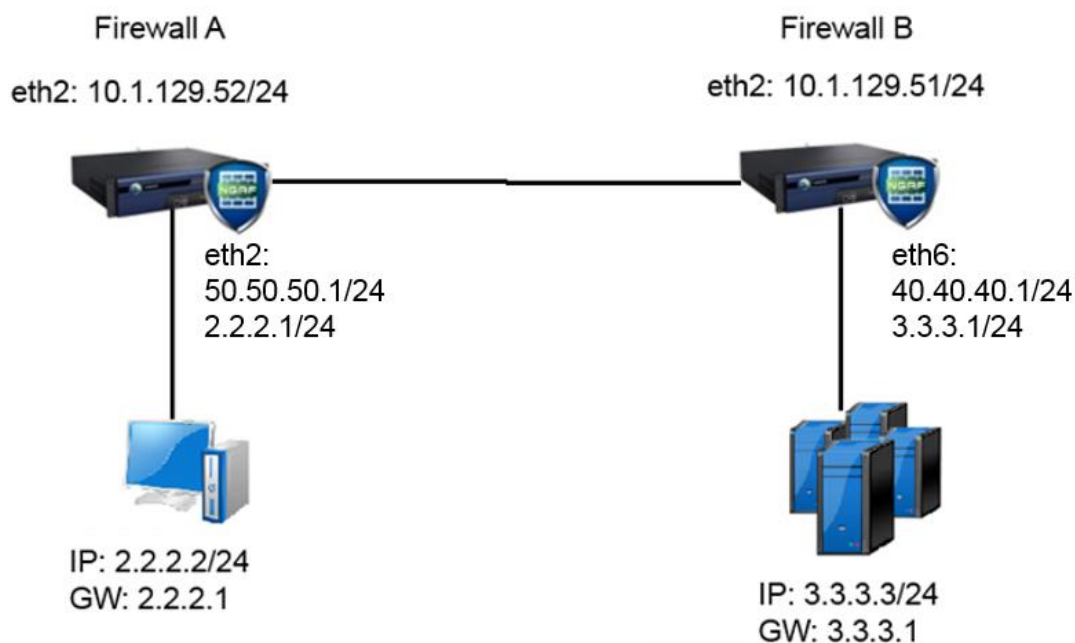 Firewall A
eth2: 10.1.129.52/24
Firewall B
eth2: 10.1.129.51/24
NGAF
NGAF
eth2:
50.50.50.1/24
2.2.2.1/24
eth6:
40.40.40.1/24
3.3.3.1/24
IP: 2.2.2.2/24
GW: 2.2.2.1
IP: 3.3.3.3/24
GW: 3.3.3.1